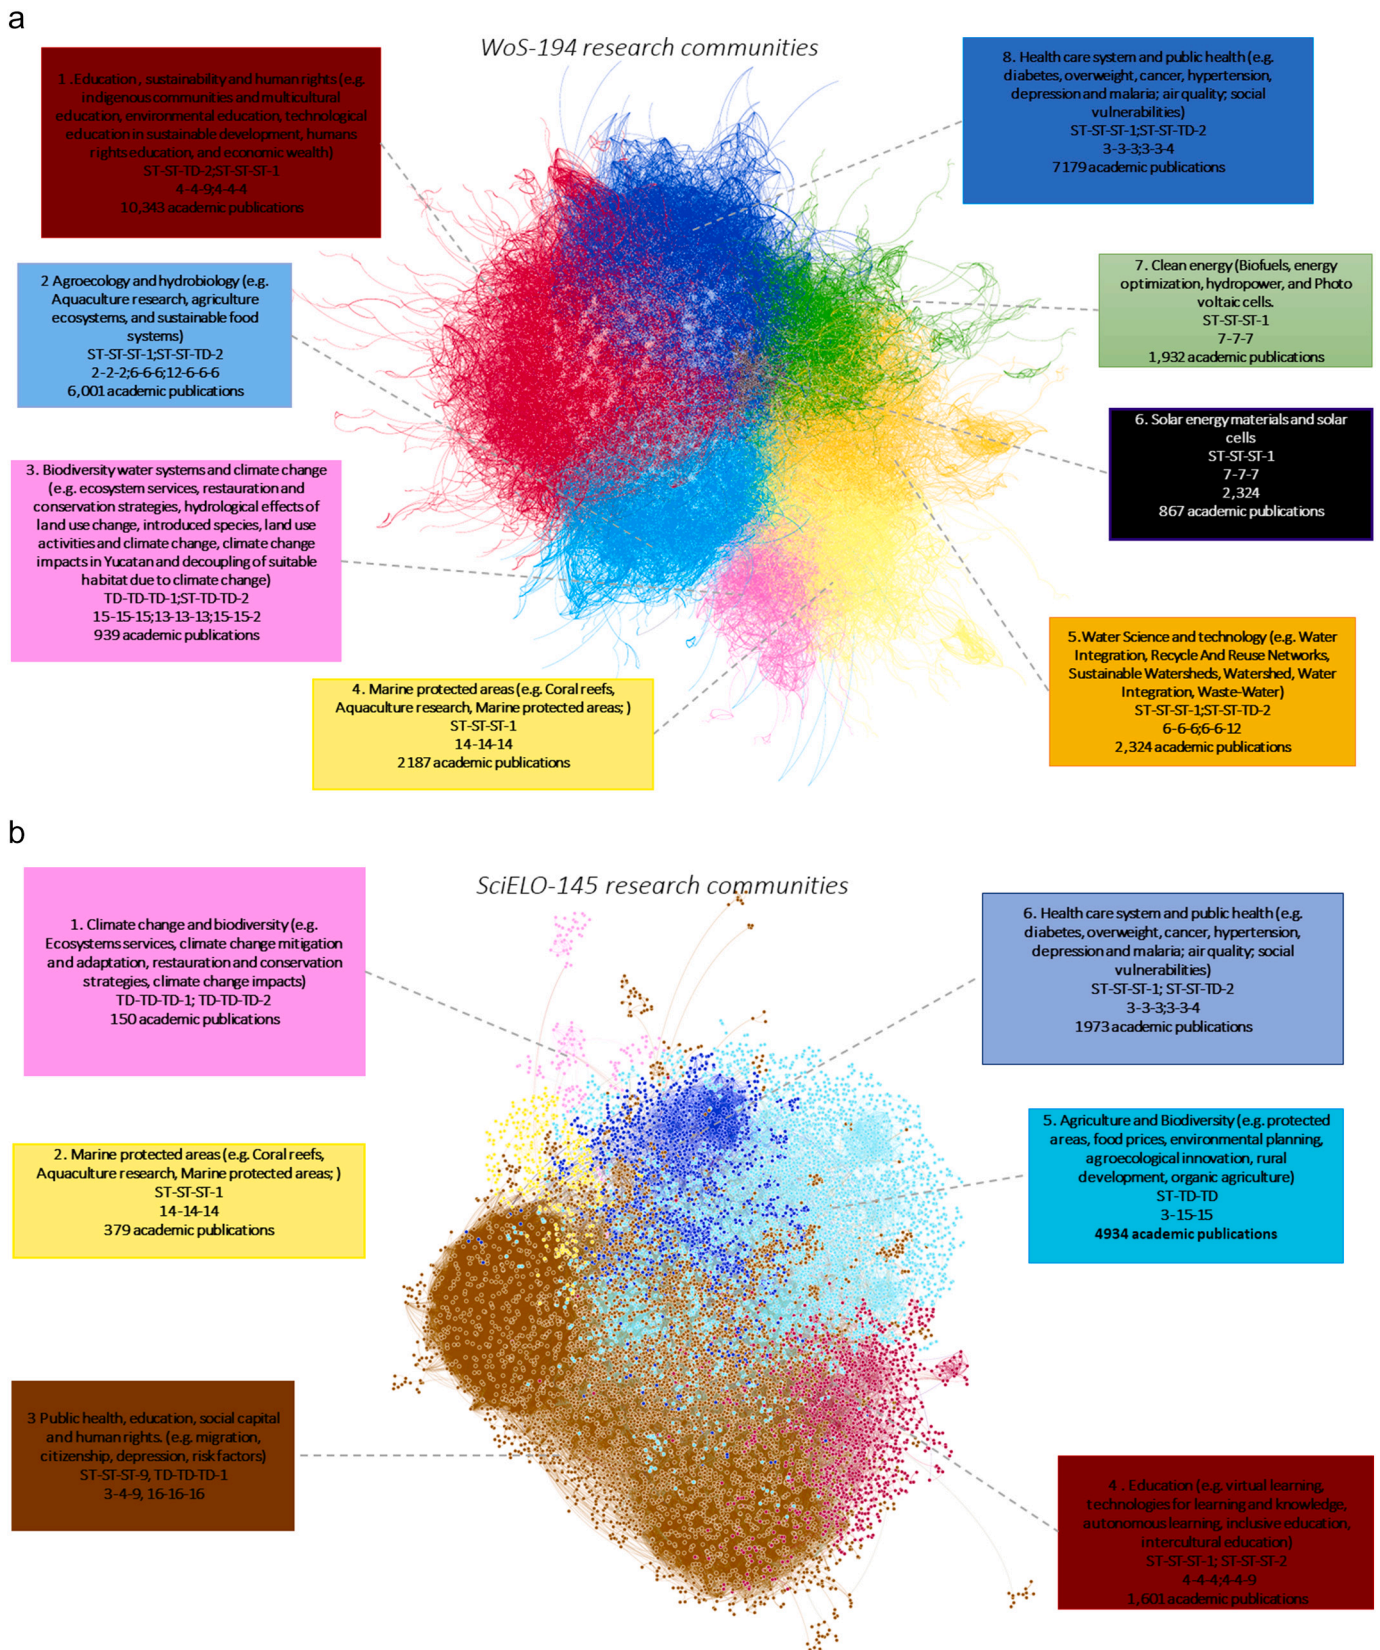 a
WoS-194 research communities
1 .Education , sustainability and human rights (e.g.
indigenous communities and multicultural
education, environmental education, technological
education in sustainable development, humans
rights education, and economic wealth)
ST-ST-TD-2;ST-ST-ST-1
4-4-9;4-4-4
10,343 academic publications
8. Health care system and public health (e.g.
diabetes, overweight, cancer, hypertension,
depression and malaria; air quality; social
vulnerabilities)
ST-ST-ST-1;ST-ST-TD-2
3-3-3;3-3-4
7179 academic publications
2 Agroecology and hydrobiology (e.g.
Aquaculture research, agriculture
ecosystems, and sustainable food
systems)
ST-ST-ST-1;ST-ST-TD-2
2-2-2;6-6-6;12-6-6-6
6,001 academic publications
7. Clean energy (Biofuels, energy
optimization, hydropower, and Photo
voltaic cells.
ST-ST-ST-1
7-7-7
1,932 academic publications
3. Biodiversity water systems and climate change
(e.g. ecosystem services, restauration and
conservation strategies, hydrological effects of
land use change, introduced species, land use
activities and climate change, climate change
impacts in Yucatan and decoupling of suitable
habitat due to climate change)
TD-TD-TD-1;ST-TD-TD-2
15-15-15;13-13-13;15-15-2
939 academic publications
6. Solar energy materials and solar
cells
ST-ST-ST-1
7-7-7
2,324
867 academic publications
4. Marine protected areas (e.g. Coral reefs,
Aquaculture research, Marine protected areas; )
ST-ST-ST-1
14-14-14
2187 academic publications
5.Water Science and technology (e.g. Water
Integration, Recycle And Reuse Networks,
Sustainable Watersheds, Watershed, Water
Integration, Waste-Water)
ST-ST-ST-1;ST-ST-TD-2
6-6-6;6-6-12
2,324 academic publications
b
SciELO-145 research communities
1. Climate change and biodiversity (e.g.
Ecosystems services, climate change mitigation
and adaptation, restauration and conservation
strategies, climate change impacts)
TD-TD-TD-1; TD-TD-TD-2
150 academic publications
6. Health care system and public health (e.g.
diabetes, overweight, cancer, hypertension,
depression and malaria; air quality; social
vulnerabilities)
ST-ST-ST-1; ST-ST-TD-2
3-3-3;3-3-4
1973 academic publications
2. Marine protected areas (e.g. Coral reefs,
Aquaculture research, Marine protected areas; )
ST-ST-ST-1
14-14-14
379 academic publications
5. Agriculture and Biodiversity (e.g. protected
areas, food prices, environmental planning,
agroecological innovation, rural
development, organic agriculture)
ST-TD-TD
3-15-15
4934 academic publications
3 Public health, education, social capital
and human rights. (e.g. migration,
citizenship, depression, risk factors)
ST-ST-ST-9, TD-TD-TD-1
3-4-9, 16-16-16
4 . Education (e.g. virtual learning,
technologies for learning and knowledge,
autonomous learning, inclusive education,
intercultural education)
ST-ST-ST-1; ST-ST-ST-2
4-4-4;4-4-9
1,601 academic publications